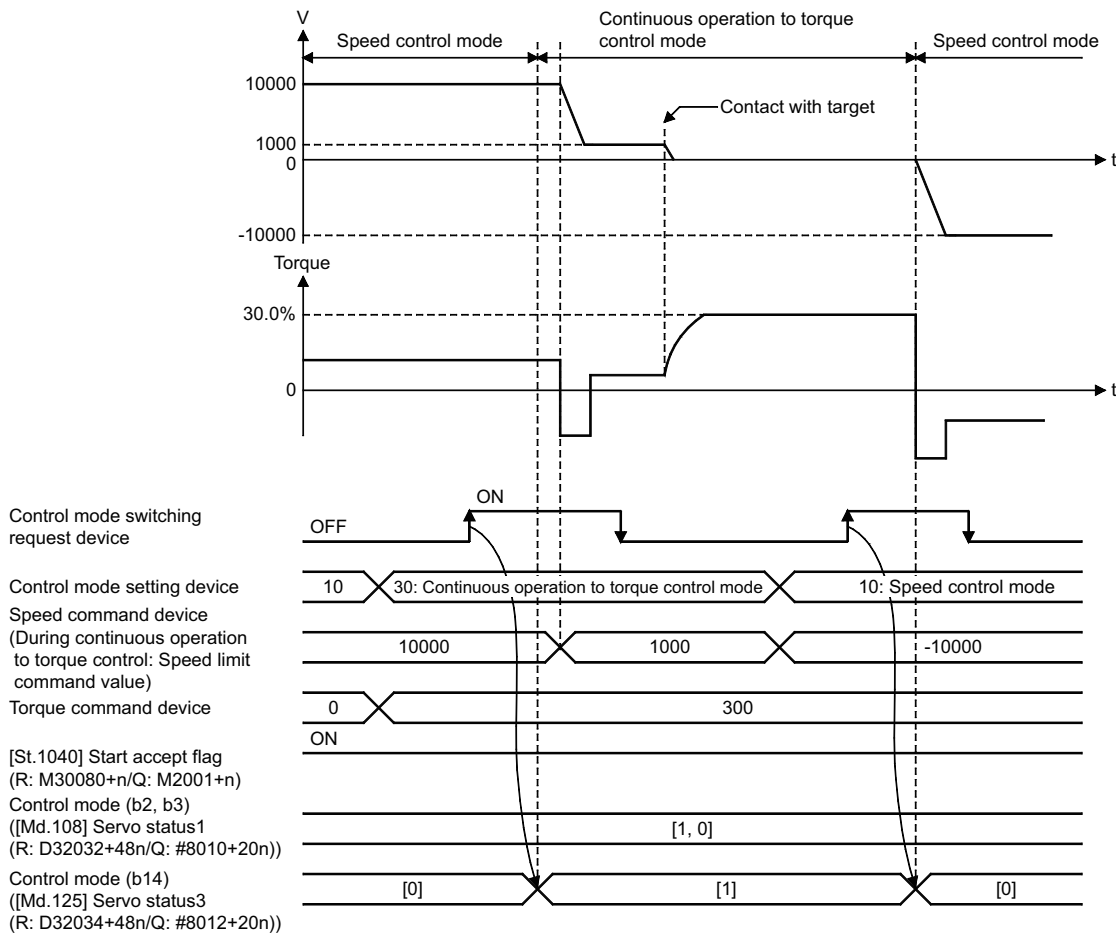 V
Speed control mode
Continuous operation to torque
control mode
Speed control mode
10000
Contact with target
1000
0
t
-10000
Torque
30.0%
0
t
ON
Control mode switching
request device
OFF
Control mode setting device
10
30: Continuous operation to torque control mode
10: Speed control mode
Speed command device
(During continuous operation
to torque control: Speed limit
command value)
10000
1000
-10000
Torque command device
0
300
ON
[St.1040] Start accept flag
(R: M30080+n/Q: M2001+n)
Control mode (b2, b3)
([Md.108] Servo status1
(R: D32032+48n/Q: #8010+20n))
[1, 0]
Control mode (b14)
([Md.125] Servo status3
(R: D32034+48n/Q: #8012+20n))
[0]
[1]
[0]